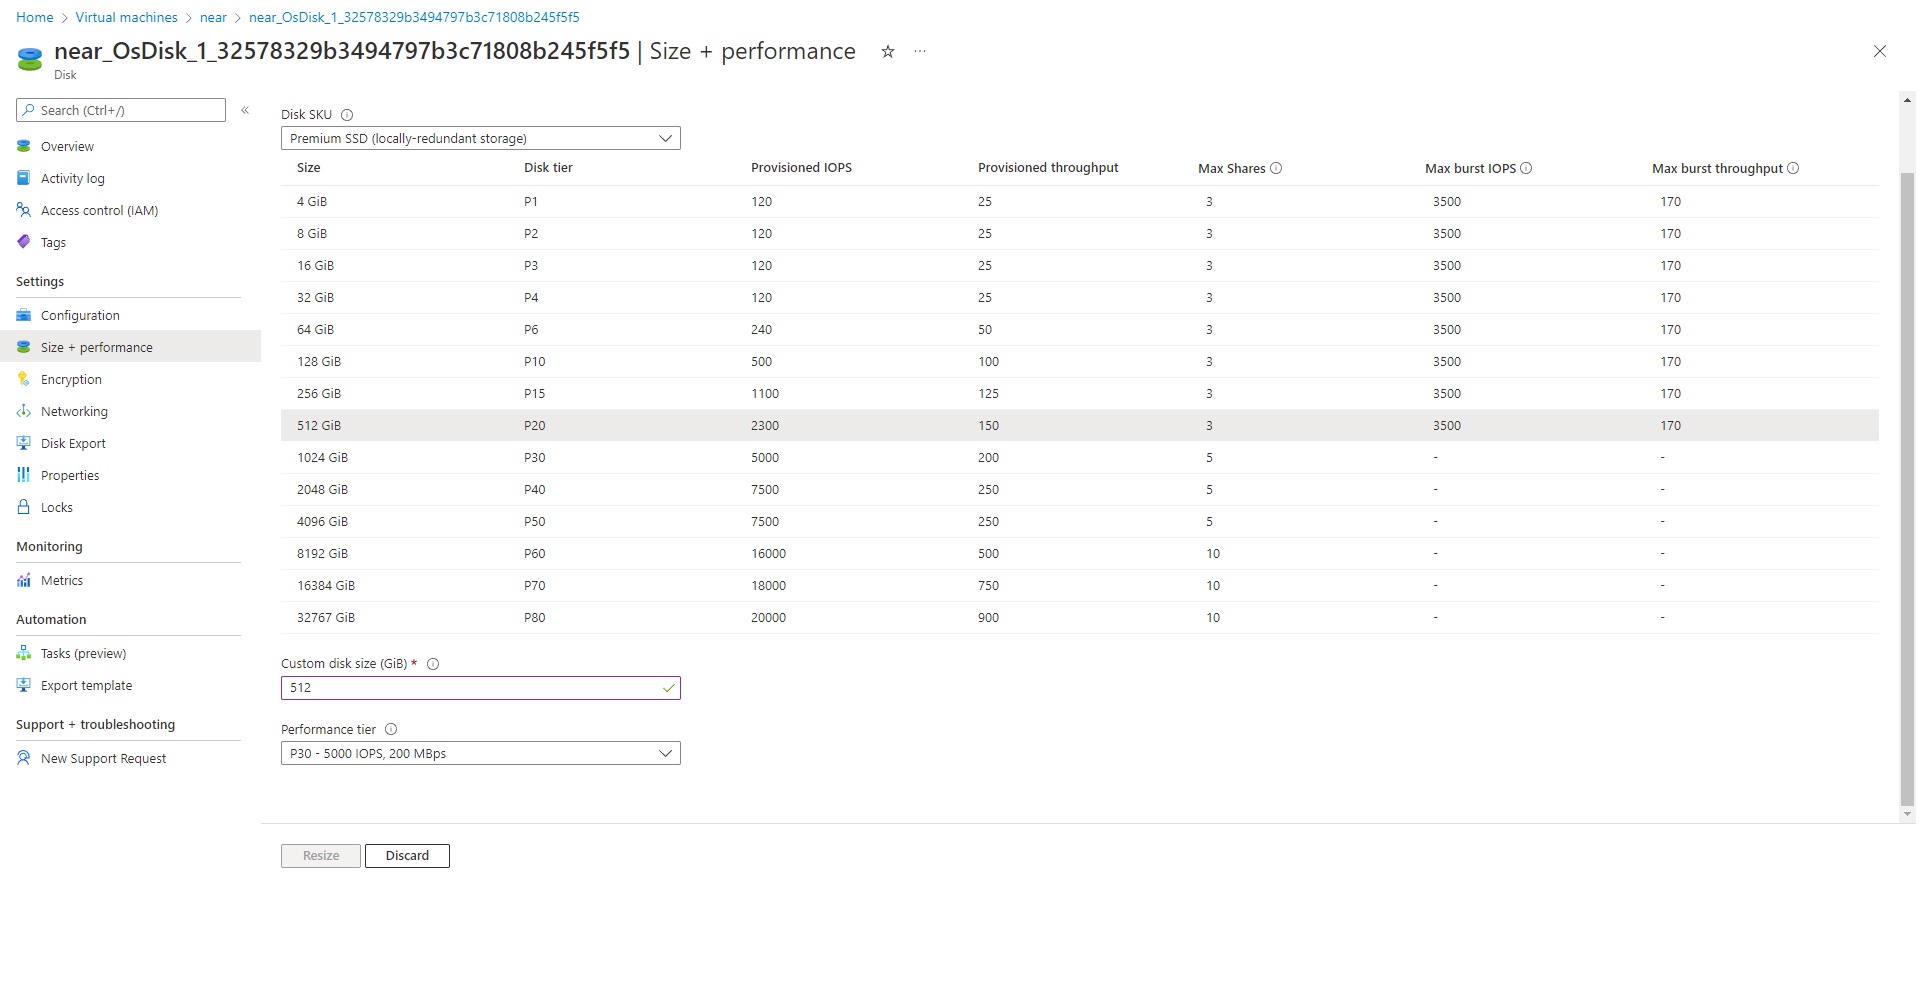 Home > Virtual machines > near > near_OsDisk_1_32578329b3494797b3c71808b245f5f5
near_OsDisk_1_32578329b3494797b3c71808b245f5f5 | Size + performance ☆ ...
Disk
Search (Ctrl+/) «
Overview
Activity log
Access control (IAM)
Tags
Settings
Configuration
Size + performance
Encryption
Networking
Disk Export
Properties
Locks
Monitoring
Metrics
Automation
Tasks (preview)
Export template
Support + troubleshooting
New Support Request
Disk SKU
Premium SSD (locally-redundant storage)
Size Disk tier Provisioned IOPS Provisioned throughput Max Shares Max burst IOPS Max burst throughput
4 GiB P1 120 25 3 3500 170
8 GiB P2 120 25 3 3500 170
16 GiB P3 120 25 3 3500 170
32 GiB P4 120 25 3 3500 170
64 GiB P6 240 50 3 3500 170
128 GiB P10 500 100 3 3500 170
256 GiB P15 1100 125 3 3500 170
512 GiB P20 2300 150 3 3500 170
1024 GiB P30 5000 200 5 - -
2048 GiB P40 7500 250 5 - -
4096 GiB P50 7500 250 5 - -
8192 GiB P60 16000 500 10 - -
16384 GiB P70 18000 750 10 - -
32767 GiB P80 20000 900 10 - -
Custom disk size (GiB) *
512
Performance tier
P30 - 5000 IOPS, 200 MBps
Resize Discard